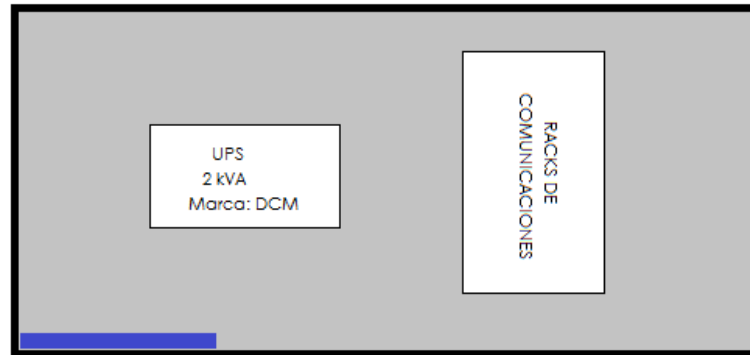 UPS
2 kVA
Marca: DCM
RACKS DE
COMUNICACIONES